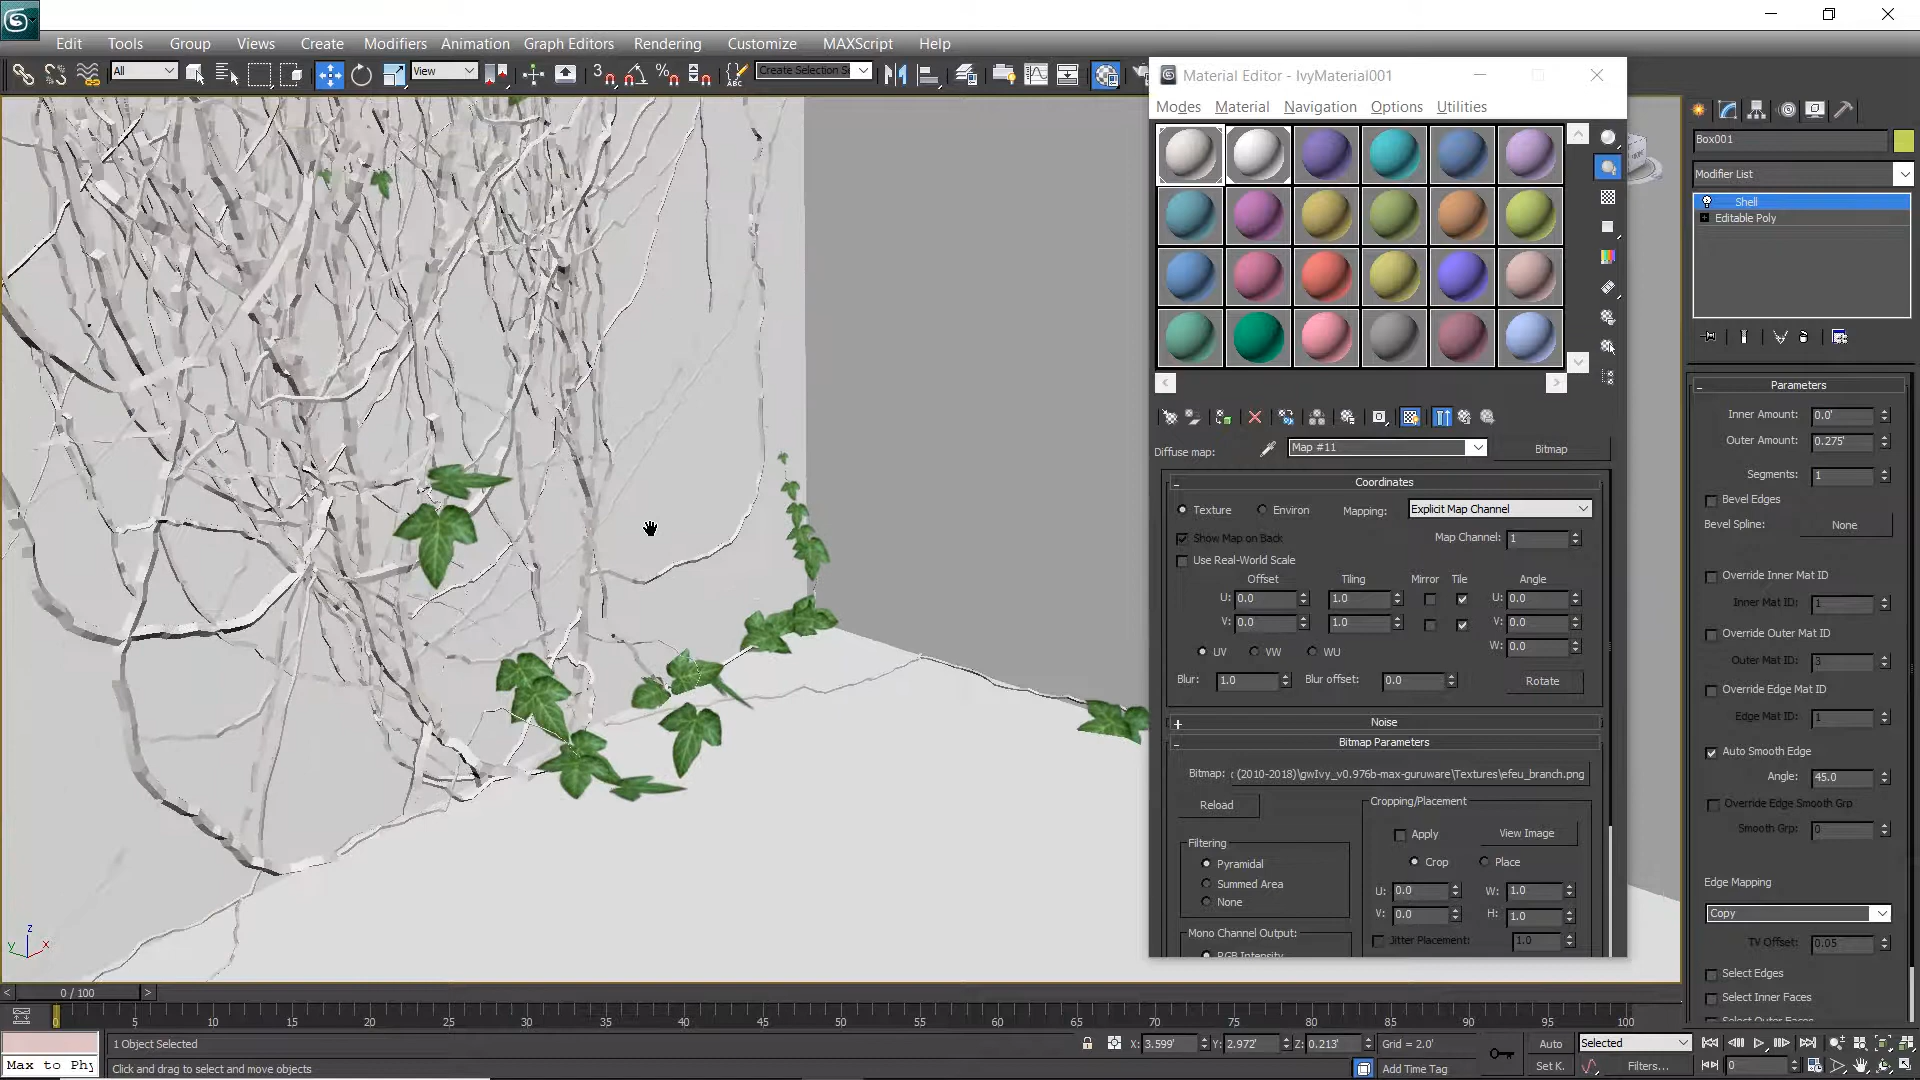 Edit Tools Group Views Create Modifiers Animation Graph Editors Rendering Customize MAXScript Help
All View Create Selection Se
Material Editor - IvyMaterial001
Modes Material Navigation Options Utilities
Diffuse map: Map #11 Bitmap
Coordinates
Texture Environ Mapping: Explicit Map Channel
Show Map on Back Map Channel: 1
Use Real-World Scale
Offset Tiling Mirror Tile Angle
U: 0.0 1.0 U: 0.0
V: 0.0 1.0 V: 0.0
W: 0.0
UV VW WU
Blur: 1.0 Blur offset: 0.0 Rotate
Noise
Bitmap Parameters
Bitmap: (2010-2018)\gwIvy_v0.976b-max-guruware\Textures\efeu_branch.png
Reload
Cropping/Placement
Apply View Image
Crop Place
U: 0.0 W: 1.0
V: 0.0 H: 1.0
Jitter Placement: 1.0
Filtering
Pyramidal
Summed Area
None
Mono Channel Output:
RGB Intensity
Box001
Modifier List
Shell
Editable Poly
Parameters
Inner Amount: 0.0'
Outer Amount: 0.275'
Segments: 1
Bevel Edges
Bevel Spline: None
Override Inner Mat ID
Inner Mat ID: 1
Override Outer Mat ID
Outer Mat ID: 3
Override Edge Mat ID
Edge Mat ID: 1
Auto Smooth Edge
Angle: 45.0
Override Edge Smooth Grp
Smooth Grp: 0
Edge Mapping
Copy
TV Offset: 0.05
Select Edges
Select Inner Faces
Select Outer Faces
z
y x
< 0 / 100 >
0 5 10 15 20 25 30 35 40 45 50 55 60 65 70 75 80 85 90 95 100
1 Object Selected X: 3.599' Y: 2.972' Z: 0.213' Grid = 2.0' Auto Selected
Max to Phy Click and drag to select and move objects Add Time Tag Set K. Filters... 0